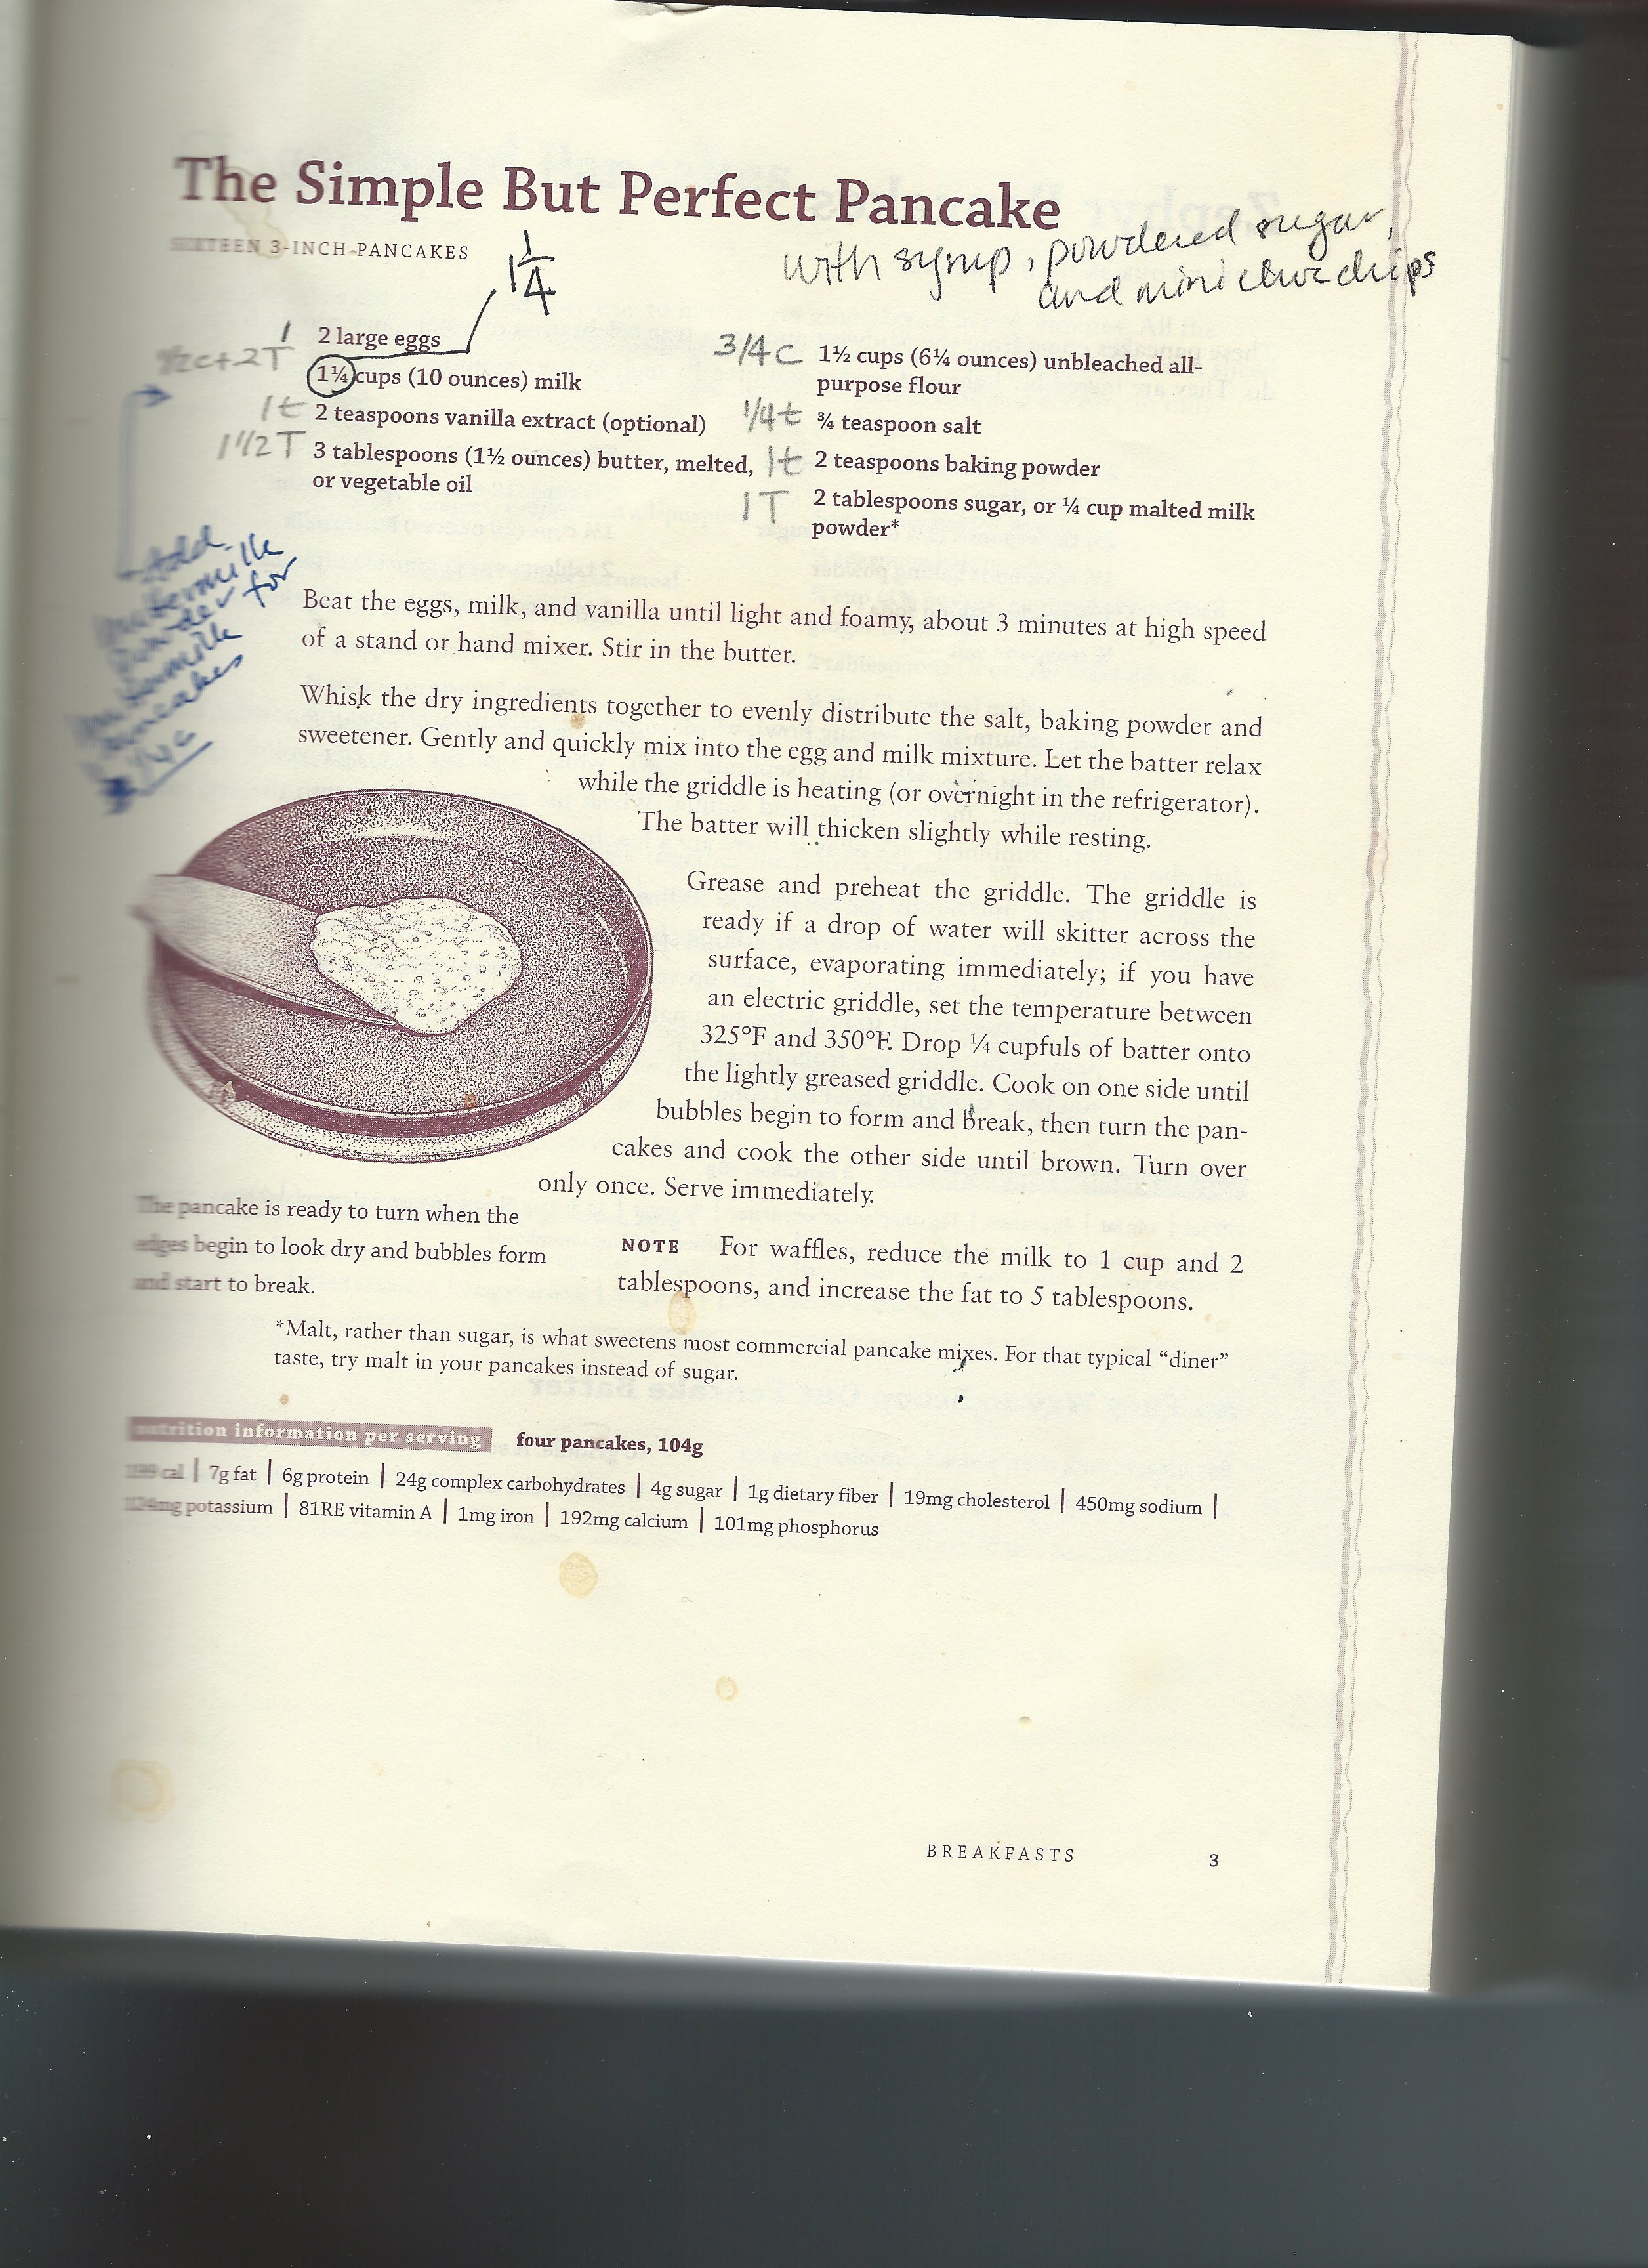 The Simple But Perfect Pancake
SIXTEEN 3-INCH PANCAKES
1 1/4
with syrup, powdered sugar,
and mini choc chips
1 2 large eggs
1/2c+2T 1¼ cups (10 ounces) milk
1t 2 teaspoons vanilla extract (optional)
1 1/2 T 3 tablespoons (1½ ounces) butter, melted,
or vegetable oil
3/4 C 1½ cups (6¼ ounces) unbleached all-
purpose flour
1/4 t ¾ teaspoon salt
1t 2 teaspoons baking powder
1T 2 tablespoons sugar, or ¼ cup malted milk
powder*
add
buttermilk
powder for
buttermilk
pancakes
1/4 c
Beat the eggs, milk, and vanilla until light and foamy, about 3 minutes at high speed
of a stand or hand mixer. Stir in the butter.
Whisk the dry ingredients together to evenly distribute the salt, baking powder and
sweetener. Gently and quickly mix into the egg and milk mixture. Let the batter relax
while the griddle is heating (or overnight in the refrigerator).
The batter will thicken slightly while resting.
Grease and preheat the griddle. The griddle is
ready if a drop of water will skitter across the
surface, evaporating immediately; if you have
an electric griddle, set the temperature between
325°F and 350°F. Drop ¼ cupfuls of batter onto
the lightly greased griddle. Cook on one side until
bubbles begin to form and break, then turn the pan-
cakes and cook the other side until brown. Turn over
only once. Serve immediately.
The pancake is ready to turn when the
edges begin to look dry and bubbles form
and start to break.
NOTE For waffles, reduce the milk to 1 cup and 2
tablespoons, and increase the fat to 5 tablespoons.
*Malt, rather than sugar, is what sweetens most commercial pancake mixes. For that typical “diner”
taste, try malt in your pancakes instead of sugar.
nutrition information per serving four pancakes, 104g
199 cal | 7g fat | 6g protein | 24g complex carbohydrates | 4g sugar | 1g dietary fiber | 19mg cholesterol | 450mg sodium |
124mg potassium | 81RE vitamin A | 1mg iron | 192mg calcium | 101mg phosphorus
BREAKFASTS 3